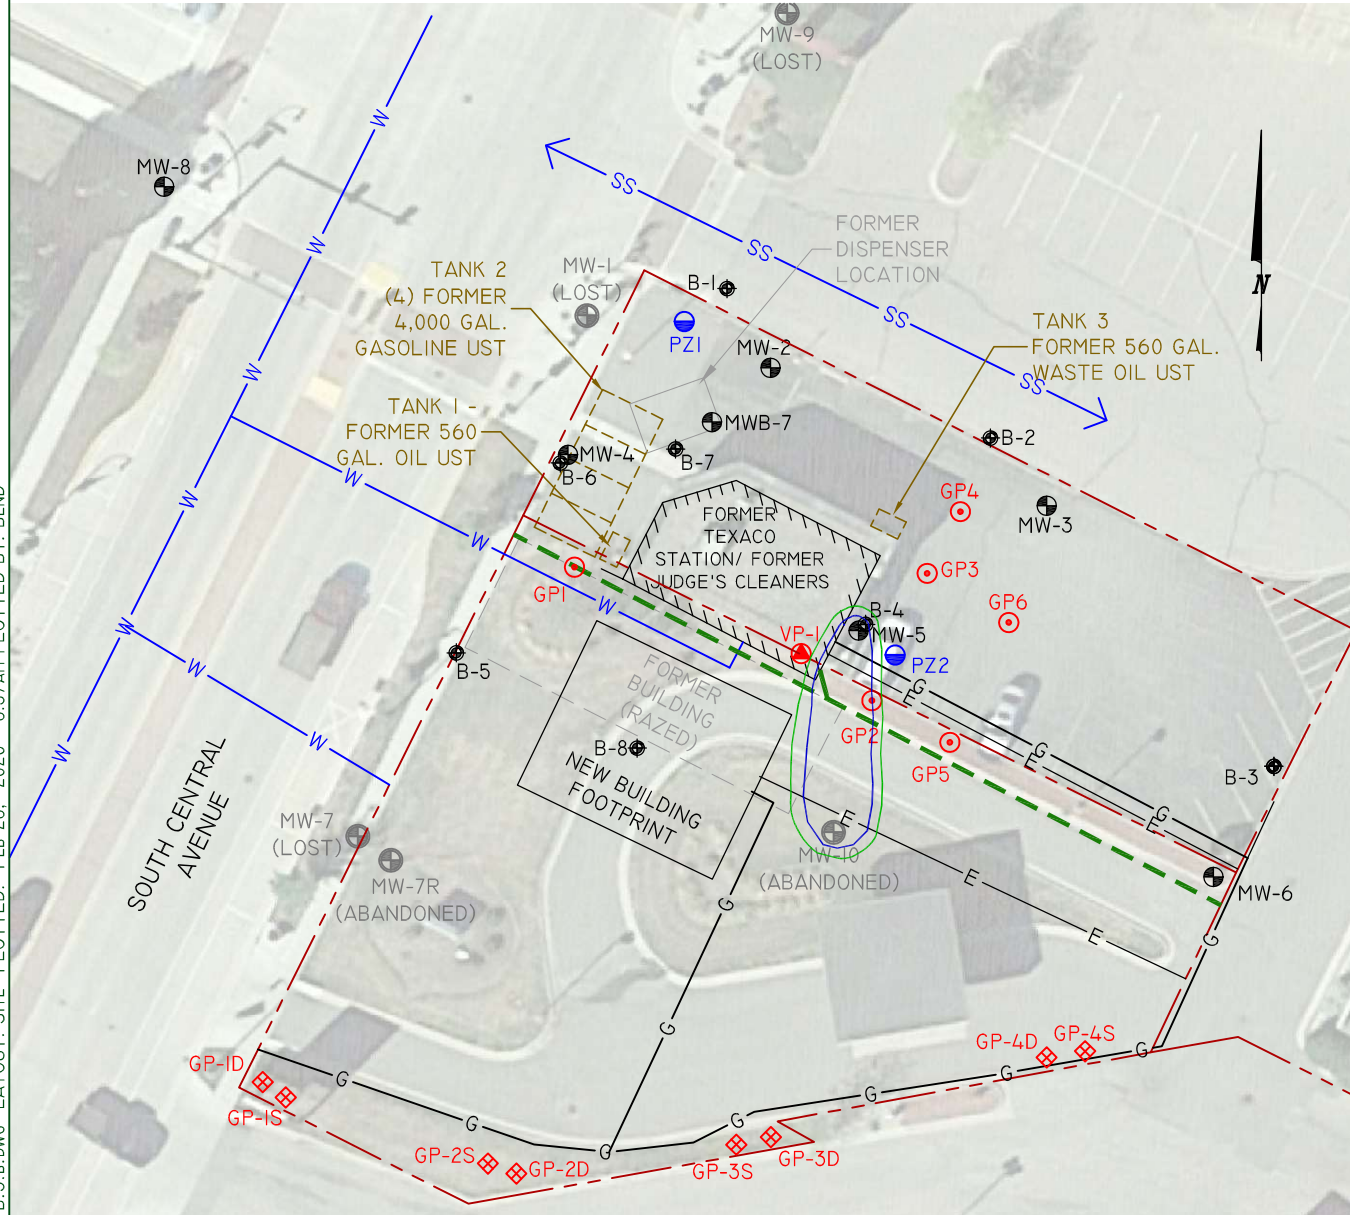 MW-9
(LOST)
MW-8
W
SS
SS
FORMER
DISPENSER
LOCATION
W
TANK 2
(4) FORMER
4,000 GAL.
GASOLINE UST
MW-1
(LOST)
B-1
SS
N
PZ1
MW-2
TANK 3
FORMER 560 GAL.
WASTE OIL UST
SS
W
TANK 1 -
FORMER 560
GAL. OIL UST
MWB-7
B-2
MW-4
B-6
B-7
W
W
GP4
MW-3
FORMER
TEXACO
STATION/ FORMER
JUDGE'S CLEANERS
W
GP1
GP3
W
GP6
W
B-4
MW-5
VP-1
PZ2
B-5
W
FORMER
BUILDING
(RAZED)
G
E
GP2
W
W
B-8
GP5
G
E
B-3
NEW BUILDING
FOOTPRINT
SOUTH CENTRAL
AVENUE
G
E
MW-7
(LOST)
E
MW-10
(ABANDONED)
MW-7R
(ABANDONED)
E
MW-6
G
E
G
G
GP-4D
GP-4S
G
GP-1D
G
G
G
GP-1S
G
G
GP-2S
G
GP-2D
GP-3S
GP-3D